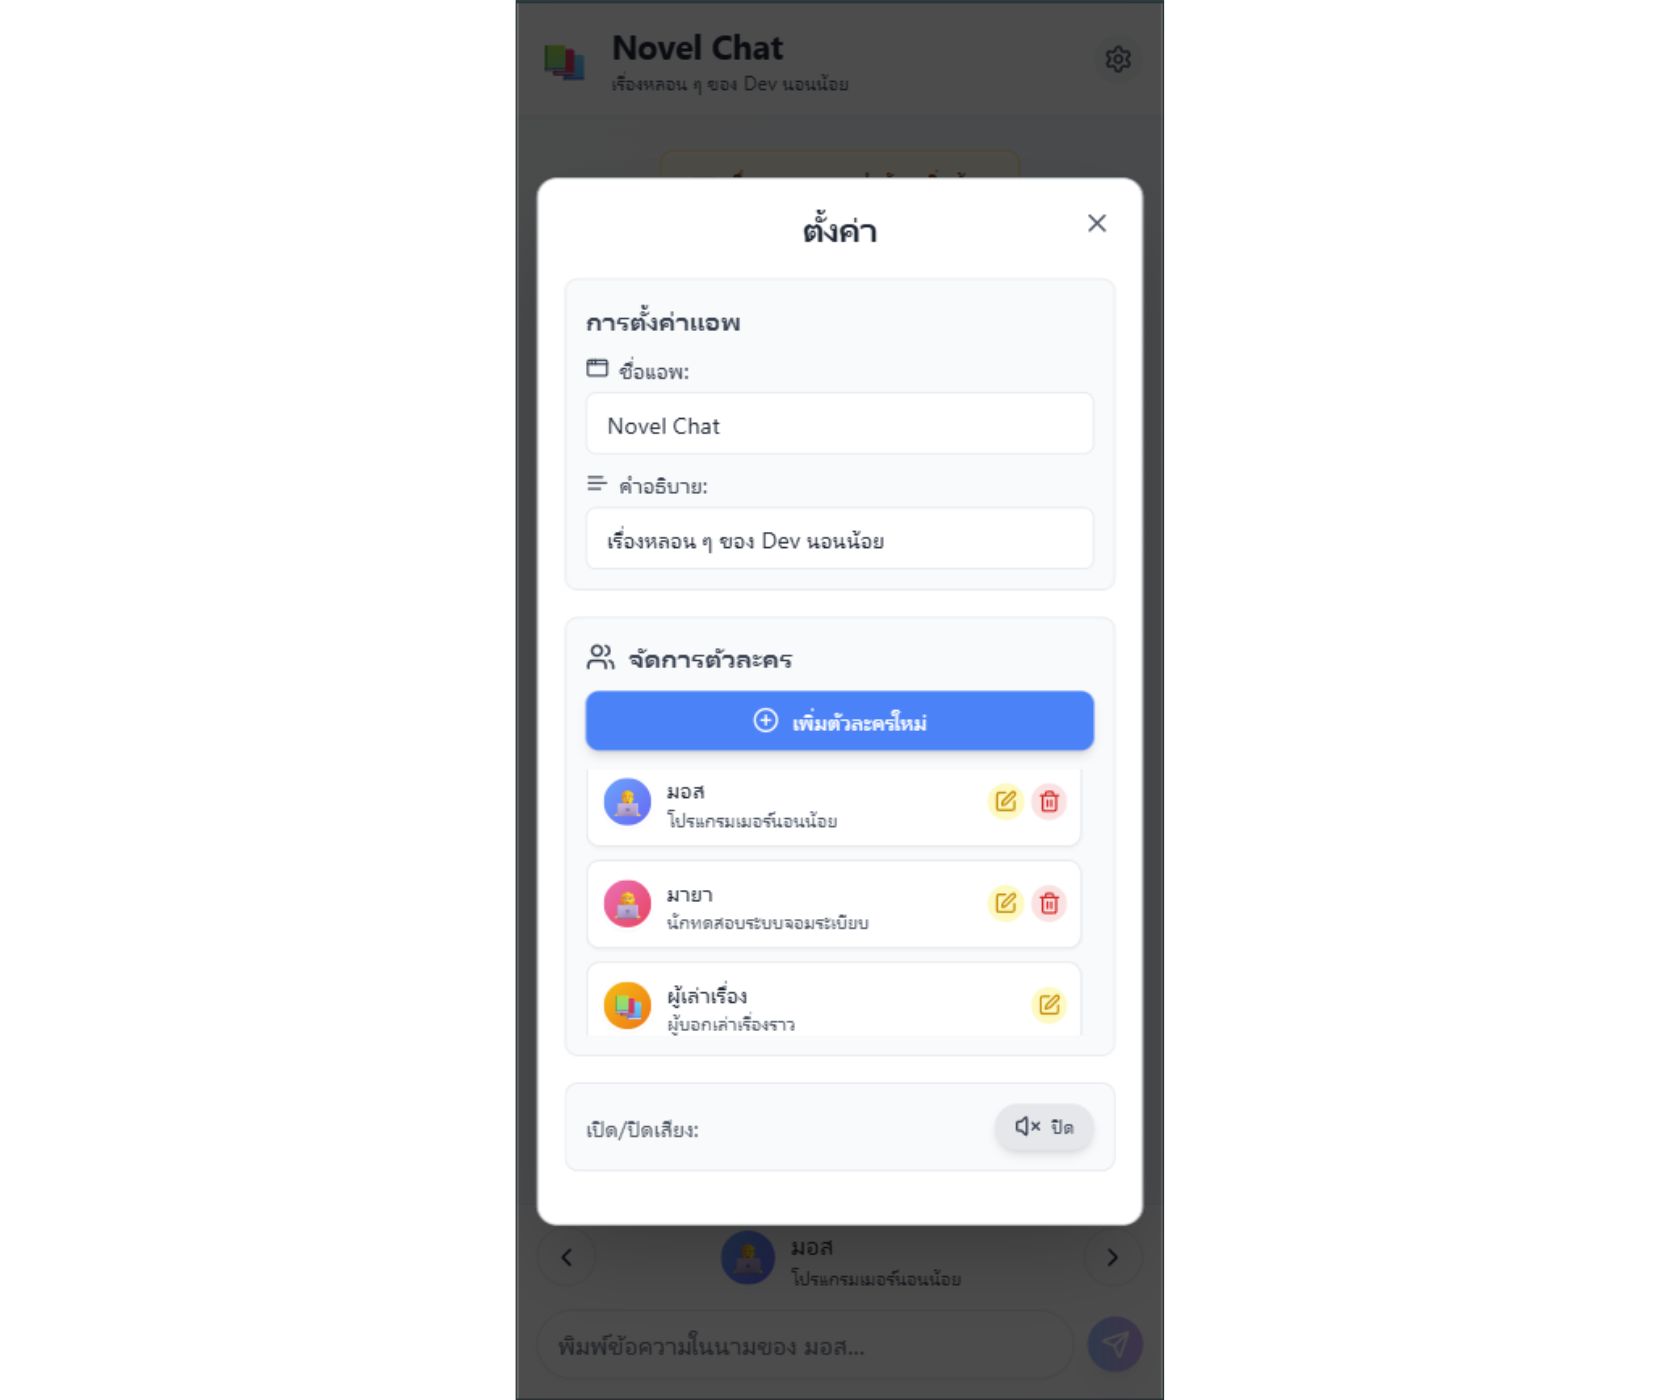 Novel Chat
เรื่องหลอน ๆ ของ Dev นอนน้อย
ตั้งค่า
การตั้งค่าแอพ
ชื่อแอพ:
Novel Chat
คำอธิบาย:
เรื่องหลอน ๆ ของ Dev นอนน้อย
จัดการตัวละคร
เพิ่มตัวละครใหม่
มอส
โปรแกรมเมอร์นอนน้อย
มายา
นักทดสอบระบบจอมระเบียบ
ผู้เล่าเรื่อง
ผู้บอกเล่าเรื่องราว
เปิด/ปิดเสียง:
ปิด
มอส
โปรแกรมเมอร์นอนน้อย
พิมพ์ข้อความในนามของ มอส...